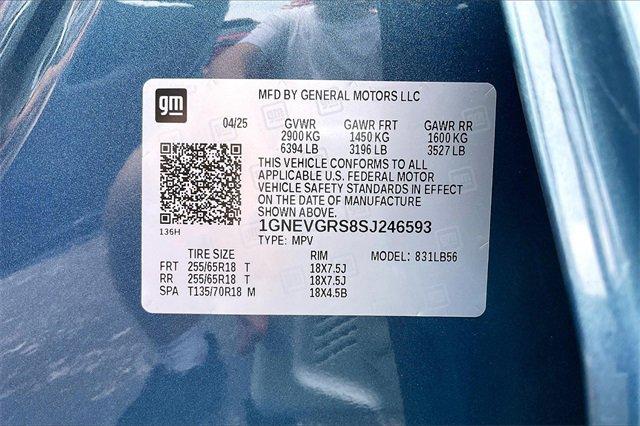 gm
MFD BY GENERAL MOTORS LLC
04/25 GVWR GAWR FRT GAWR RR
2900 KG 1450 KG 1600 KG
6394 LB 3196 LB 3527 LB
THIS VEHICLE CONFORMS TO ALL
APPLICABLE U.S. FEDERAL MOTOR
VEHICLE SAFETY STANDARDS IN EFFECT
ON THE DATE OF MANUFACTURE
SHOWN ABOVE.
136H
1GNEVGRS8SJ246593
TYPE: MPV
TIRE SIZE RIM MODEL: 831LB56
FRT 255/65R18 T 18X7.5J
RR 255/65R18 T 18X7.5J
SPA T135/70R18 M 18X4.5B